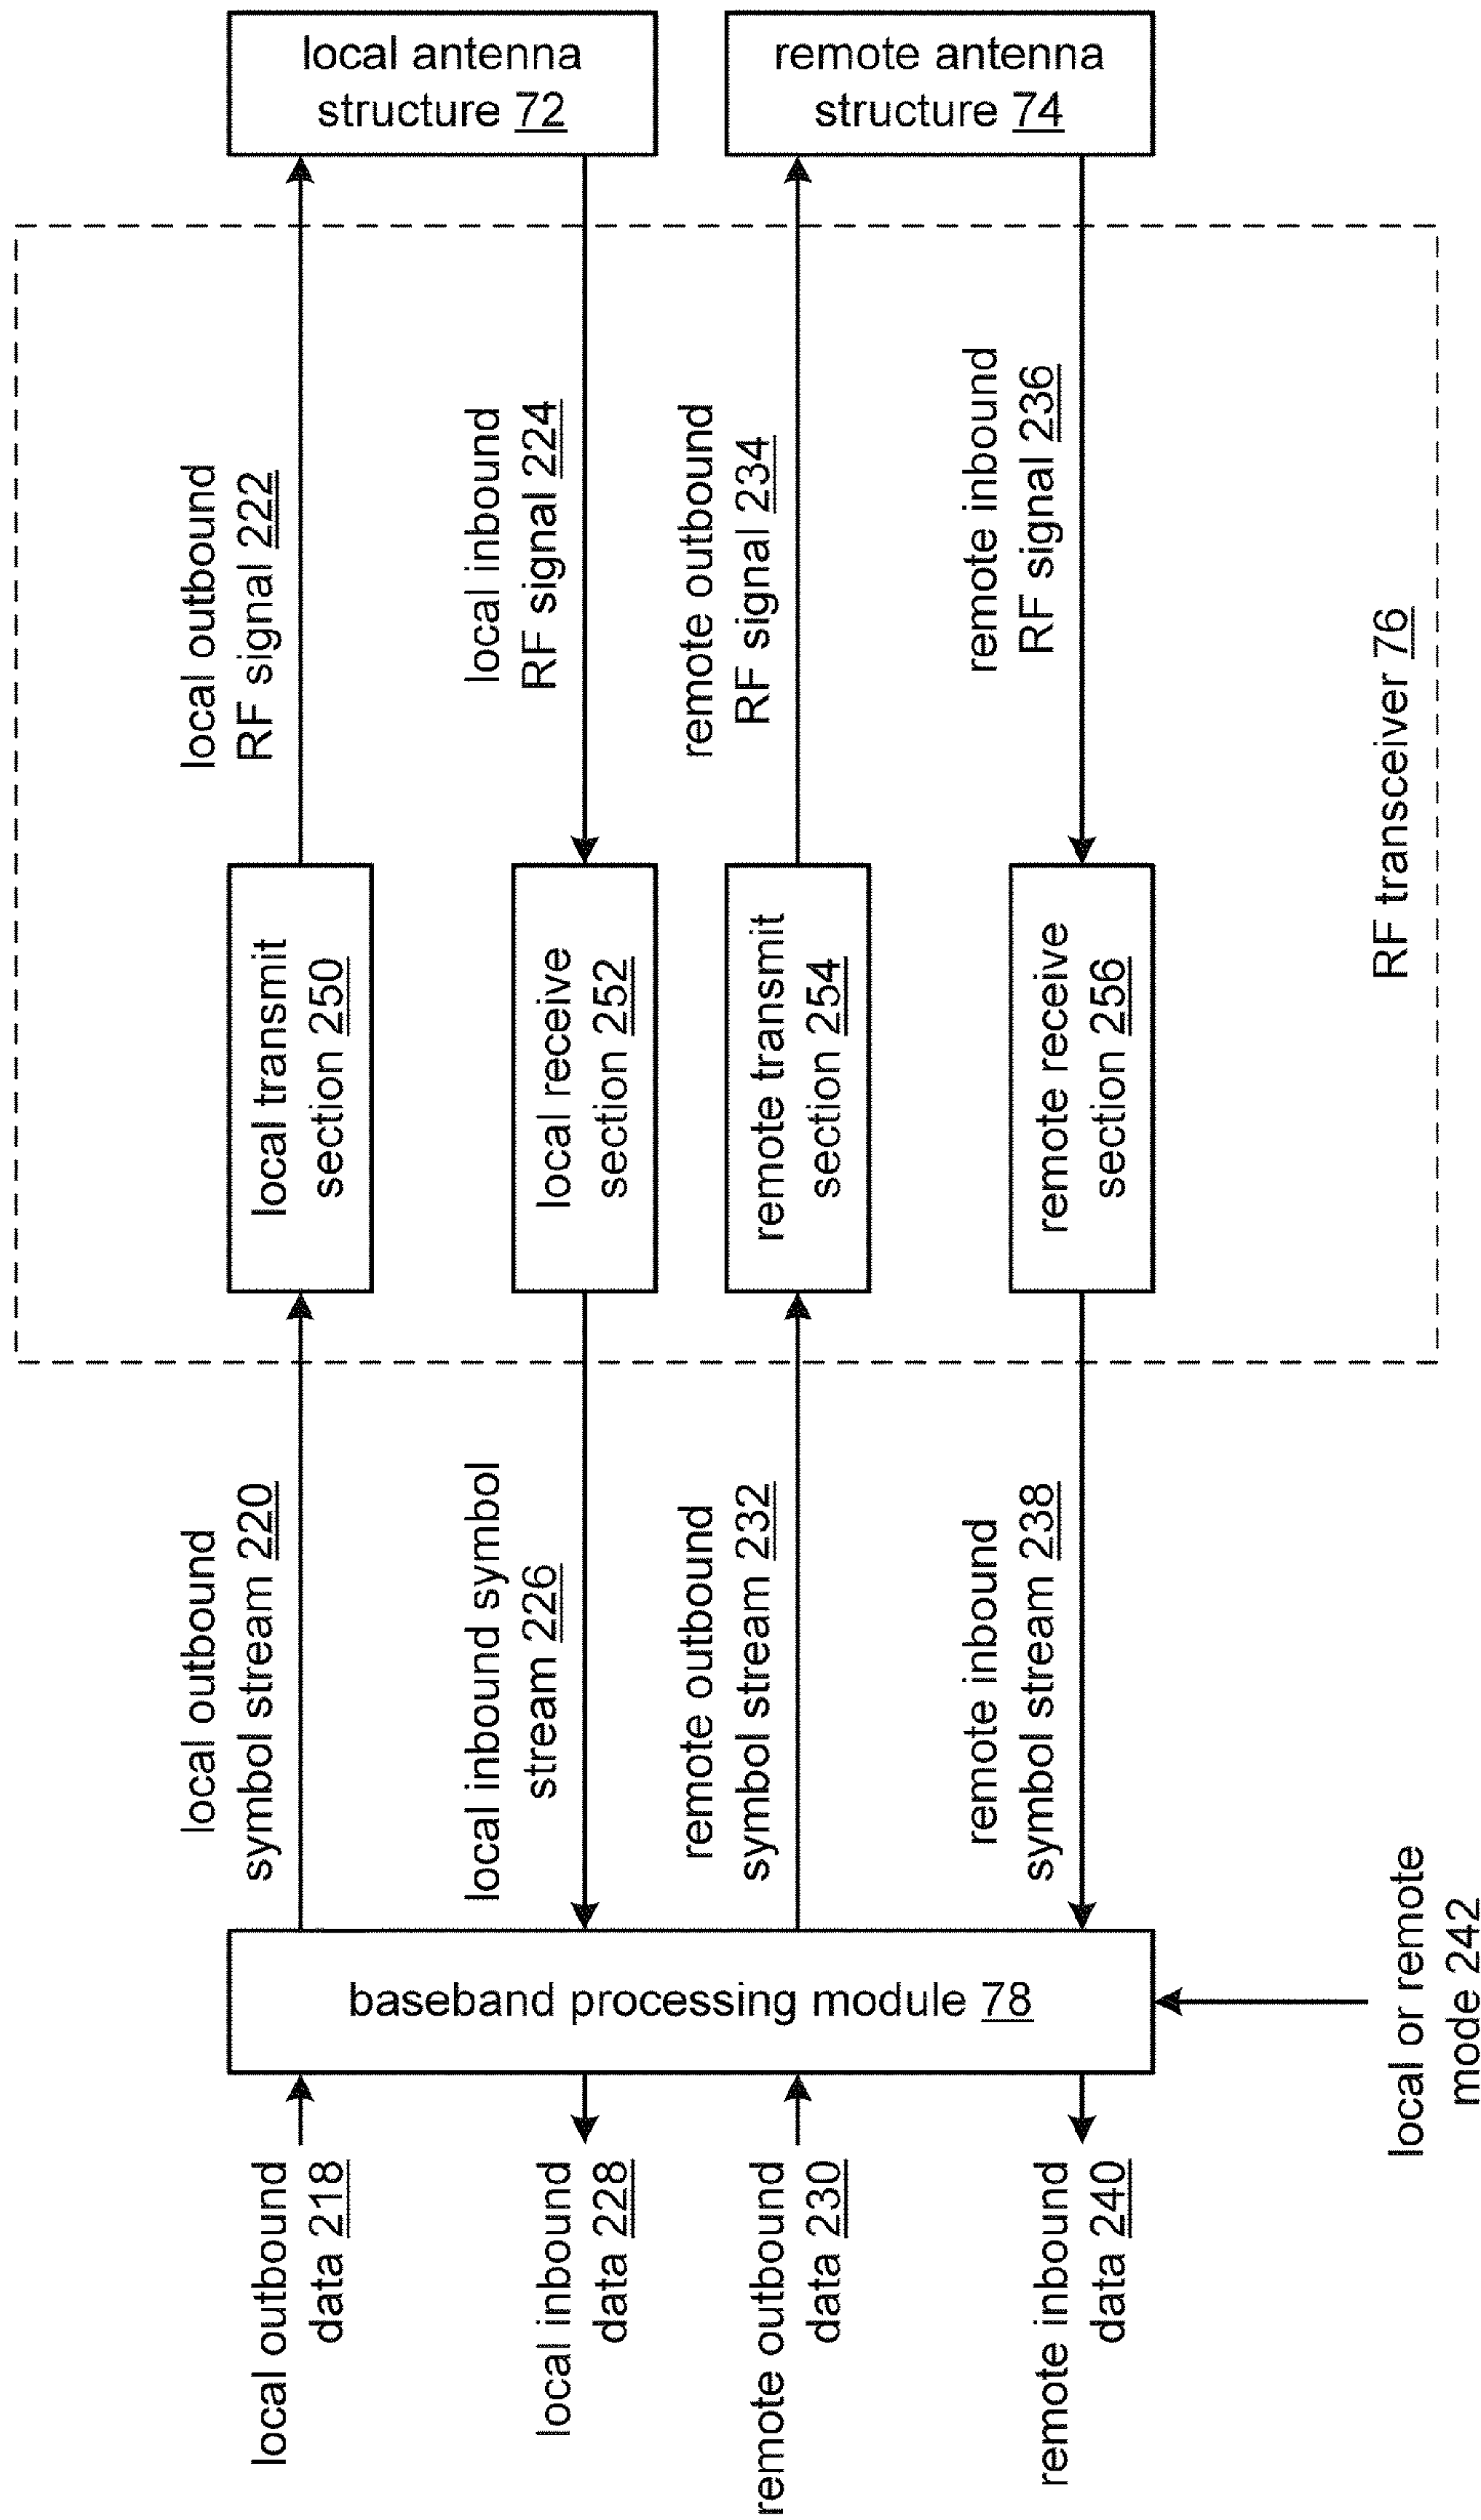 local outbound
data 218
local inbound
data 228
remote outbound
data 230
remote inbound
data 240
baseband processing module 78
local or remote
mode 242
local outbound
symbol stream 220
local inbound symbol
stream 226
remote outbound
symbol stream 232
remote inbound
symbol stream 238
local transmit
section 250
local receive
section 252
remote transmit
section 254
remote receive
section 256
local outbound
RF signal 222
local inbound
RF signal 224
remote outbound
RF signal 234
remote inbound
RF signal 236
RF transceiver 76
local antenna
structure 72
remote antenna
structure 74